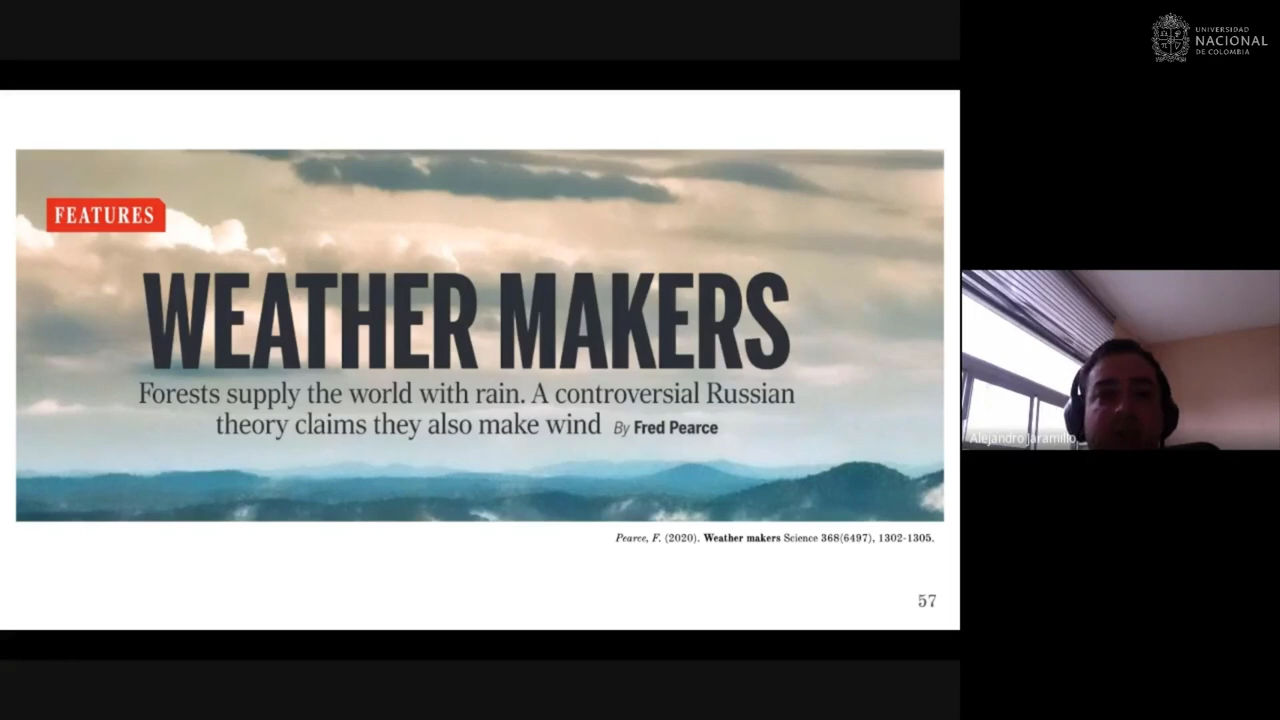 UNIVERSIDAD
NACIONAL
DE COLOMBIA
FEATURES
WEATHER MAKERS
Forests supply the world with rain. A controversial Russian
theory claims they also make wind By Fred Pearce
Pearce, F. (2020). Weather makers Science 368(6497), 1302-1305.
57
Alejandro Jaramillo